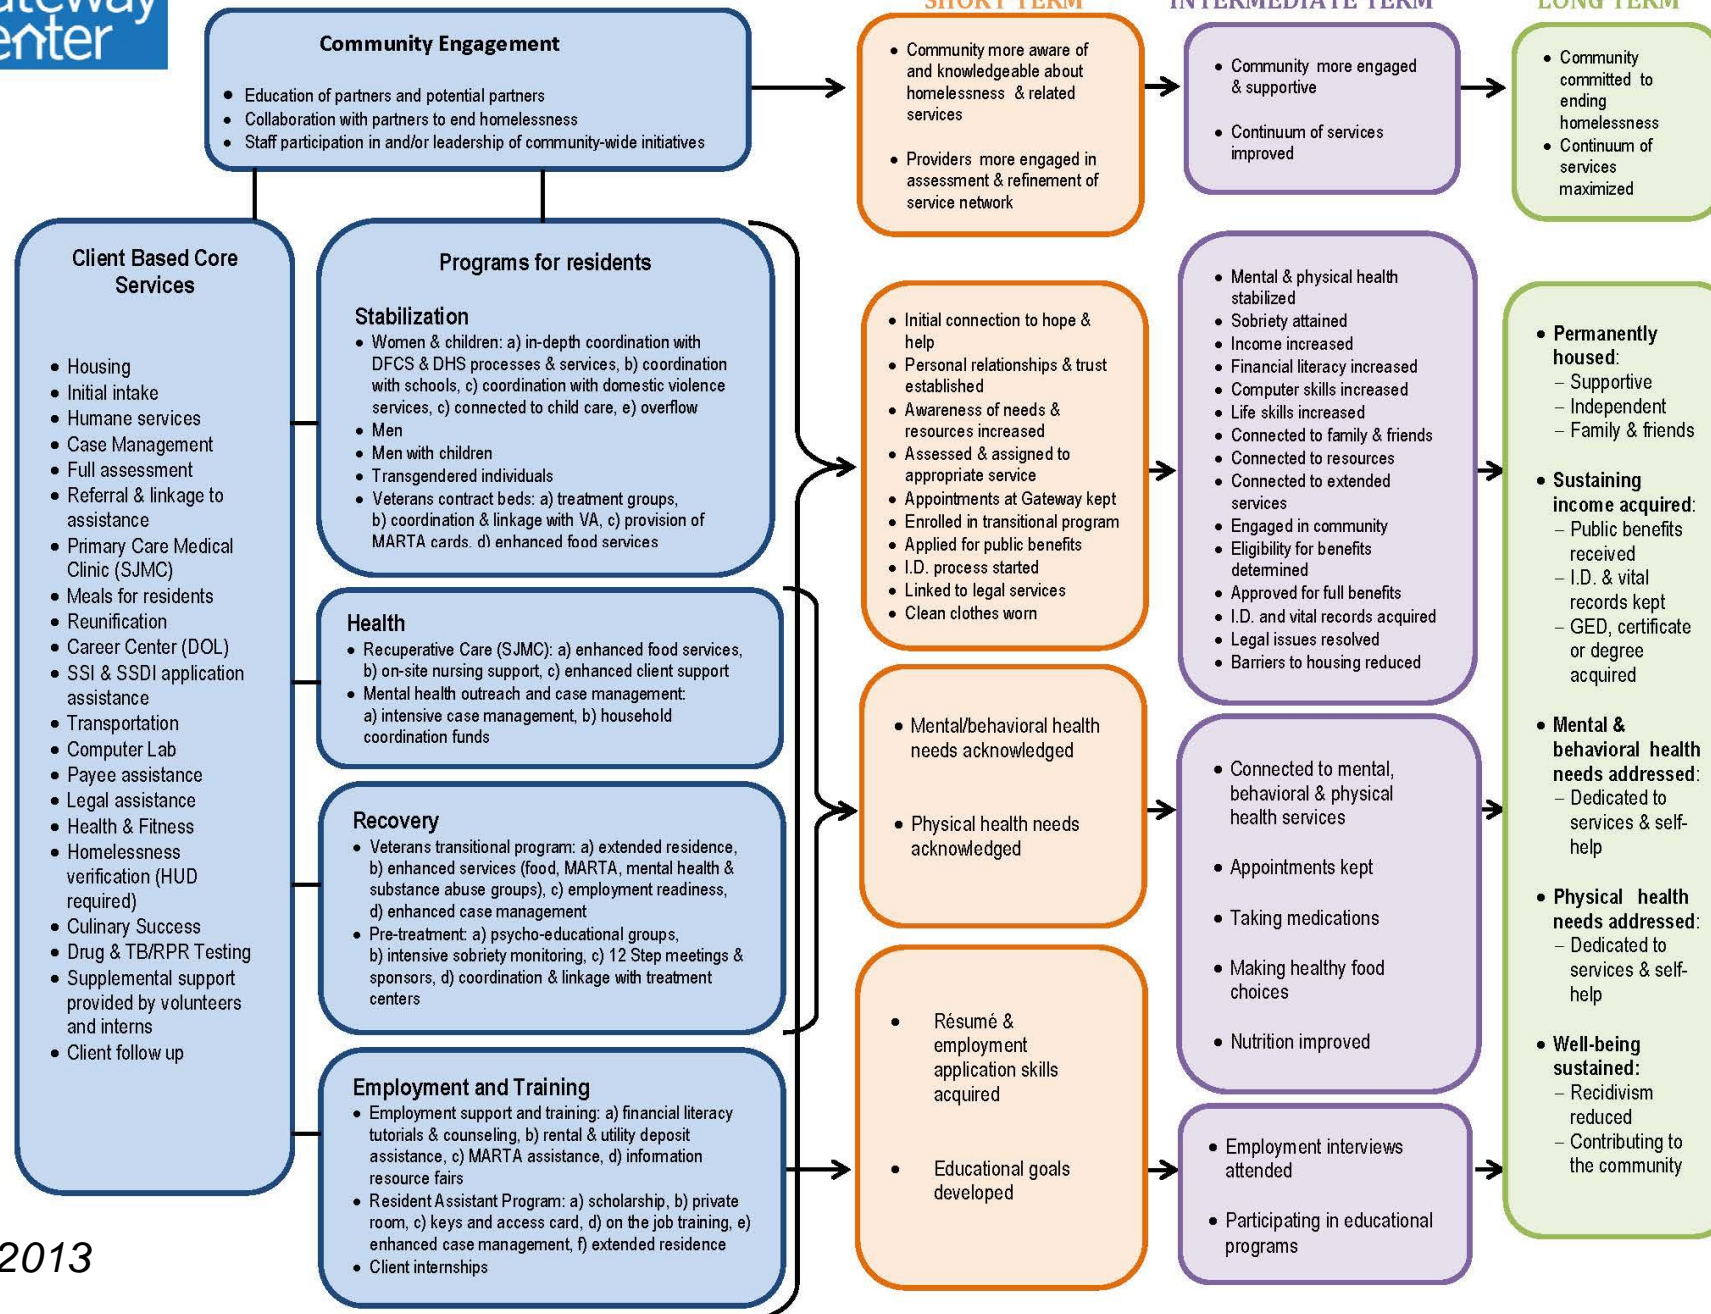 ateway
enter
SHORT TERM
INTERMEDIATE TERM
LONG TERM
Community Engagement
● Education of partners and potential partners
● Collaboration with partners to end homelessness
● Staff participation in and/or leadership of community-wide initiatives
● Community more aware of
and knowledgeable about
homelessness & related
services
● Providers more engaged in
assessment & refinement of
service network
● Community more engaged
& supportive
● Continuum of services
improved
● Community
committed to
ending
homelessness
● Continuum of
services
maximized
Client Based Core
Services
● Housing
● Initial intake
● Humane services
● Case Management
● Full assessment
● Referral & linkage to
assistance
● Primary Care Medical
Clinic (SJMC)
● Meals for residents
● Reunification
● Career Center (DOL)
● SSI & SSDI application
assistance
● Transportation
● Computer Lab
● Payee assistance
● Legal assistance
● Health & Fitness
● Homelessness
verification (HUD
required)
● Culinary Success
● Drug & TB/RPR Testing
● Supplemental support
provided by volunteers
and interns
● Client follow up
Programs for residents
Stabilization
● Women & children: a) in-depth coordination with
DFCS & DHS processes & services, b) coordination
with schools, c) coordination with domestic violence
services, c) connected to child care, e) overflow
● Men
● Men with children
● Transgendered individuals
● Veterans contract beds: a) treatment groups,
b) coordination & linkage with VA, c) provision of
MARTA cards. d) enhanced food services
Health
● Recuperative Care (SJMC): a) enhanced food services,
b) on-site nursing support, c) enhanced client support
● Mental health outreach and case management:
a) intensive case management, b) household
coordination funds
Recovery
● Veterans transitional program: a) extended residence,
b) enhanced services (food, MARTA, mental health &
substance abuse groups), c) employment readiness,
d) enhanced case management
● Pre-treatment: a) psycho-educational groups,
b) intensive sobriety monitoring, c) 12 Step meetings &
sponsors, d) coordination & linkage with treatment
centers
Employment and Training
● Employment support and training: a) financial literacy
tutorials & counseling, b) rental & utility deposit
assistance, c) MARTA assistance, d) information
resource fairs
● Resident Assistant Program: a) scholarship, b) private
room, c) keys and access card, d) on the job training, e)
enhanced case management, f) extended residence
● Client internships
● Initial connection to hope &
help
● Personal relationships & trust
established
● Awareness of needs &
resources increased
● Assessed & assigned to
appropriate service
● Appointments at Gateway kept
● Enrolled in transitional program
● Applied for public benefits
● I.D. process started
● Linked to legal services
● Clean clothes worn
● Mental/behavioral health
needs acknowledged
● Physical health needs
acknowledged
● Résumé &
employment
application skills
acquired
● Educational goals
developed
● Mental & physical health
stabilized
● Sobriety attained
● Income increased
● Financial literacy increased
● Computer skills increased
● Life skills increased
● Connected to family & friends
● Connected to resources
● Connected to extended
services
● Engaged in community
● Eligibility for benefits
determined
● Approved for full benefits
● I.D. and vital records acquired
● Legal issues resolved
● Barriers to housing reduced
● Connected to mental,
behavioral & physical
health services
● Appointments kept
● Taking medications
● Making healthy food
choices
● Nutrition improved
● Employment interviews
attended
● Participating in educational
programs
● Permanently
housed:
– Supportive
– Independent
– Family & friends
● Sustaining
income acquired:
– Public benefits
received
– I.D. & vital
records kept
– GED, certificate
or degree
acquired
● Mental &
behavioral health
needs addressed:
– Dedicated to
services & self-
help
● Physical health
needs addressed:
– Dedicated to
services & self-
help
● Well-being
sustained:
– Recidivism
reduced
– Contributing to
the community
2013